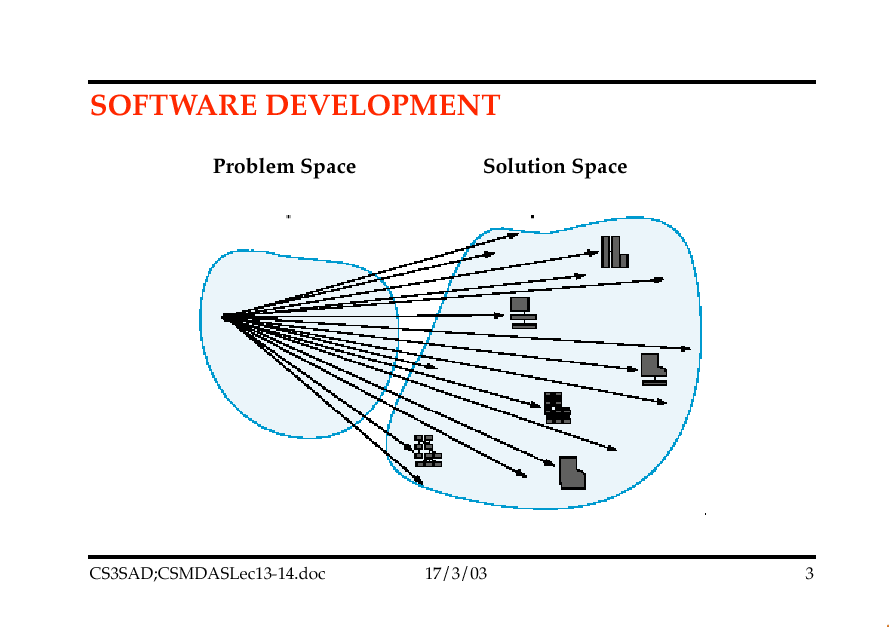 SOFTWARE DEVELOPMENT
Problem Space Solution Space
CS3SAD;CSMDASLec13-14.doc 17/3/03 3